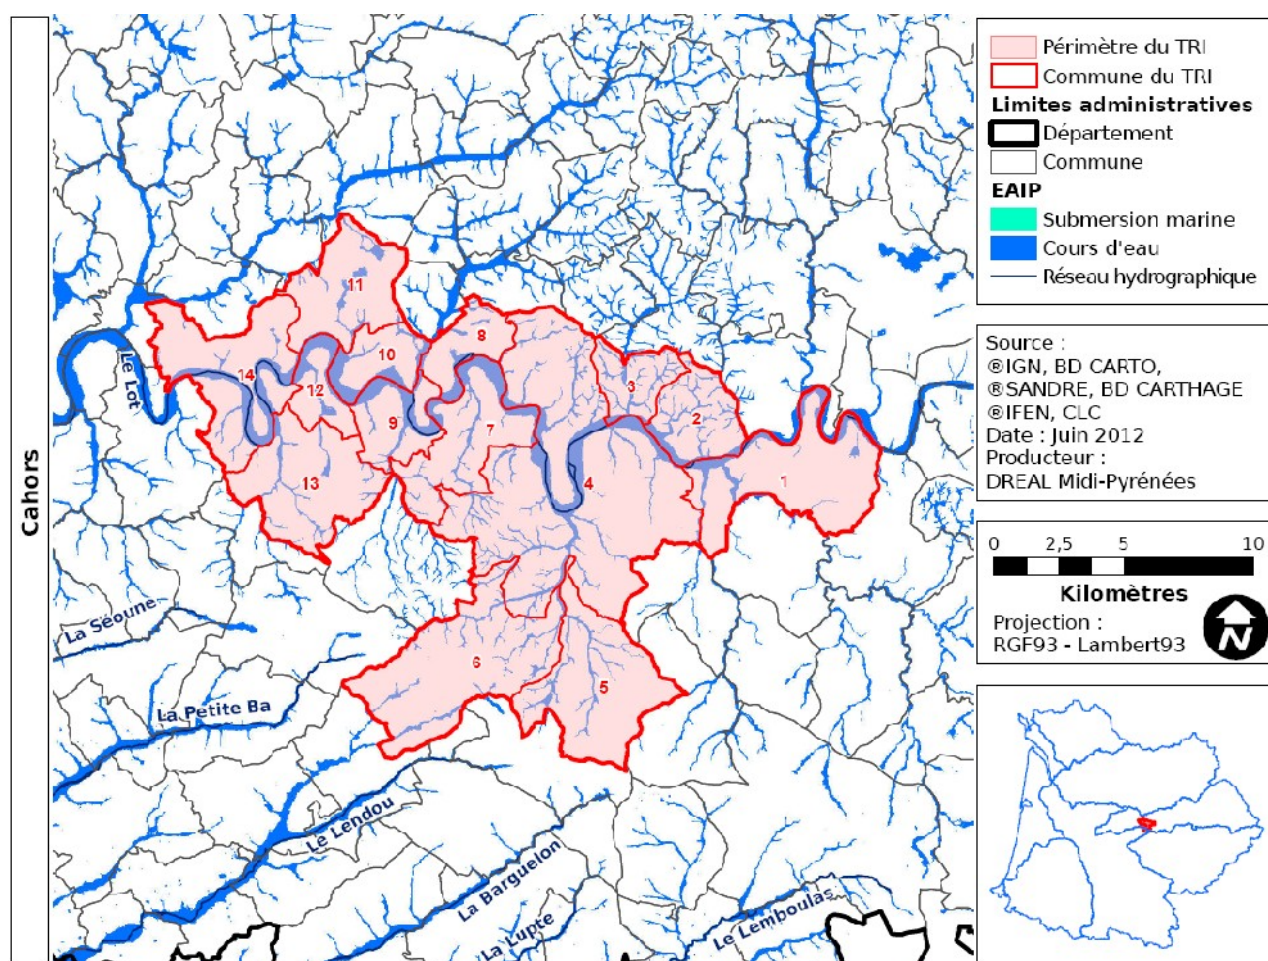 Cahors
11
8
10
14
12
3
9
2
7
4
1
13
6
5
Le Lot
La Séoune
La Petite Ba
Le Lendou
La Barguelon
La Lupte
Le Lemboulas
Périmètre du TRI
Commune du TRI
Limites administratives
Département
Commune
EAIP
Submersion marine
Cours d'eau
Réseau hydrographique
Source :
®IGN, BD CARTO,
®SANDRE, BD CARTHAGE
®IFEN, CLC
Date : Juin 2012
Producteur :
DREAL Midi-Pyrénées
0 2,5 5 10
Kilomètres
Projection :
RGF93 - Lambert93
N